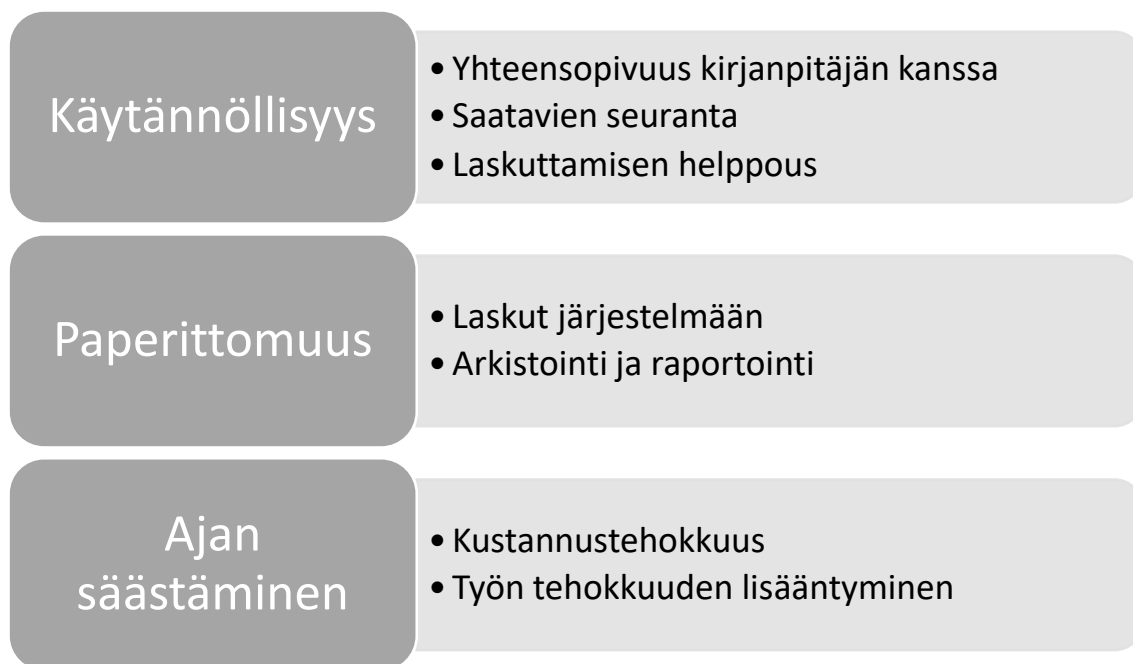 Käytännöllisyys
• Yhteensopivuus kirjanpitäjän kanssa
• Saatavien seuranta
• Laskuttamisen helppous
Paperittomuus
• Laskut järjestelmään
• Arkistointi ja raportointi
Ajan
säästäminen
• Kustannustehokkuus
• Työn tehokkuuden lisääntyminen